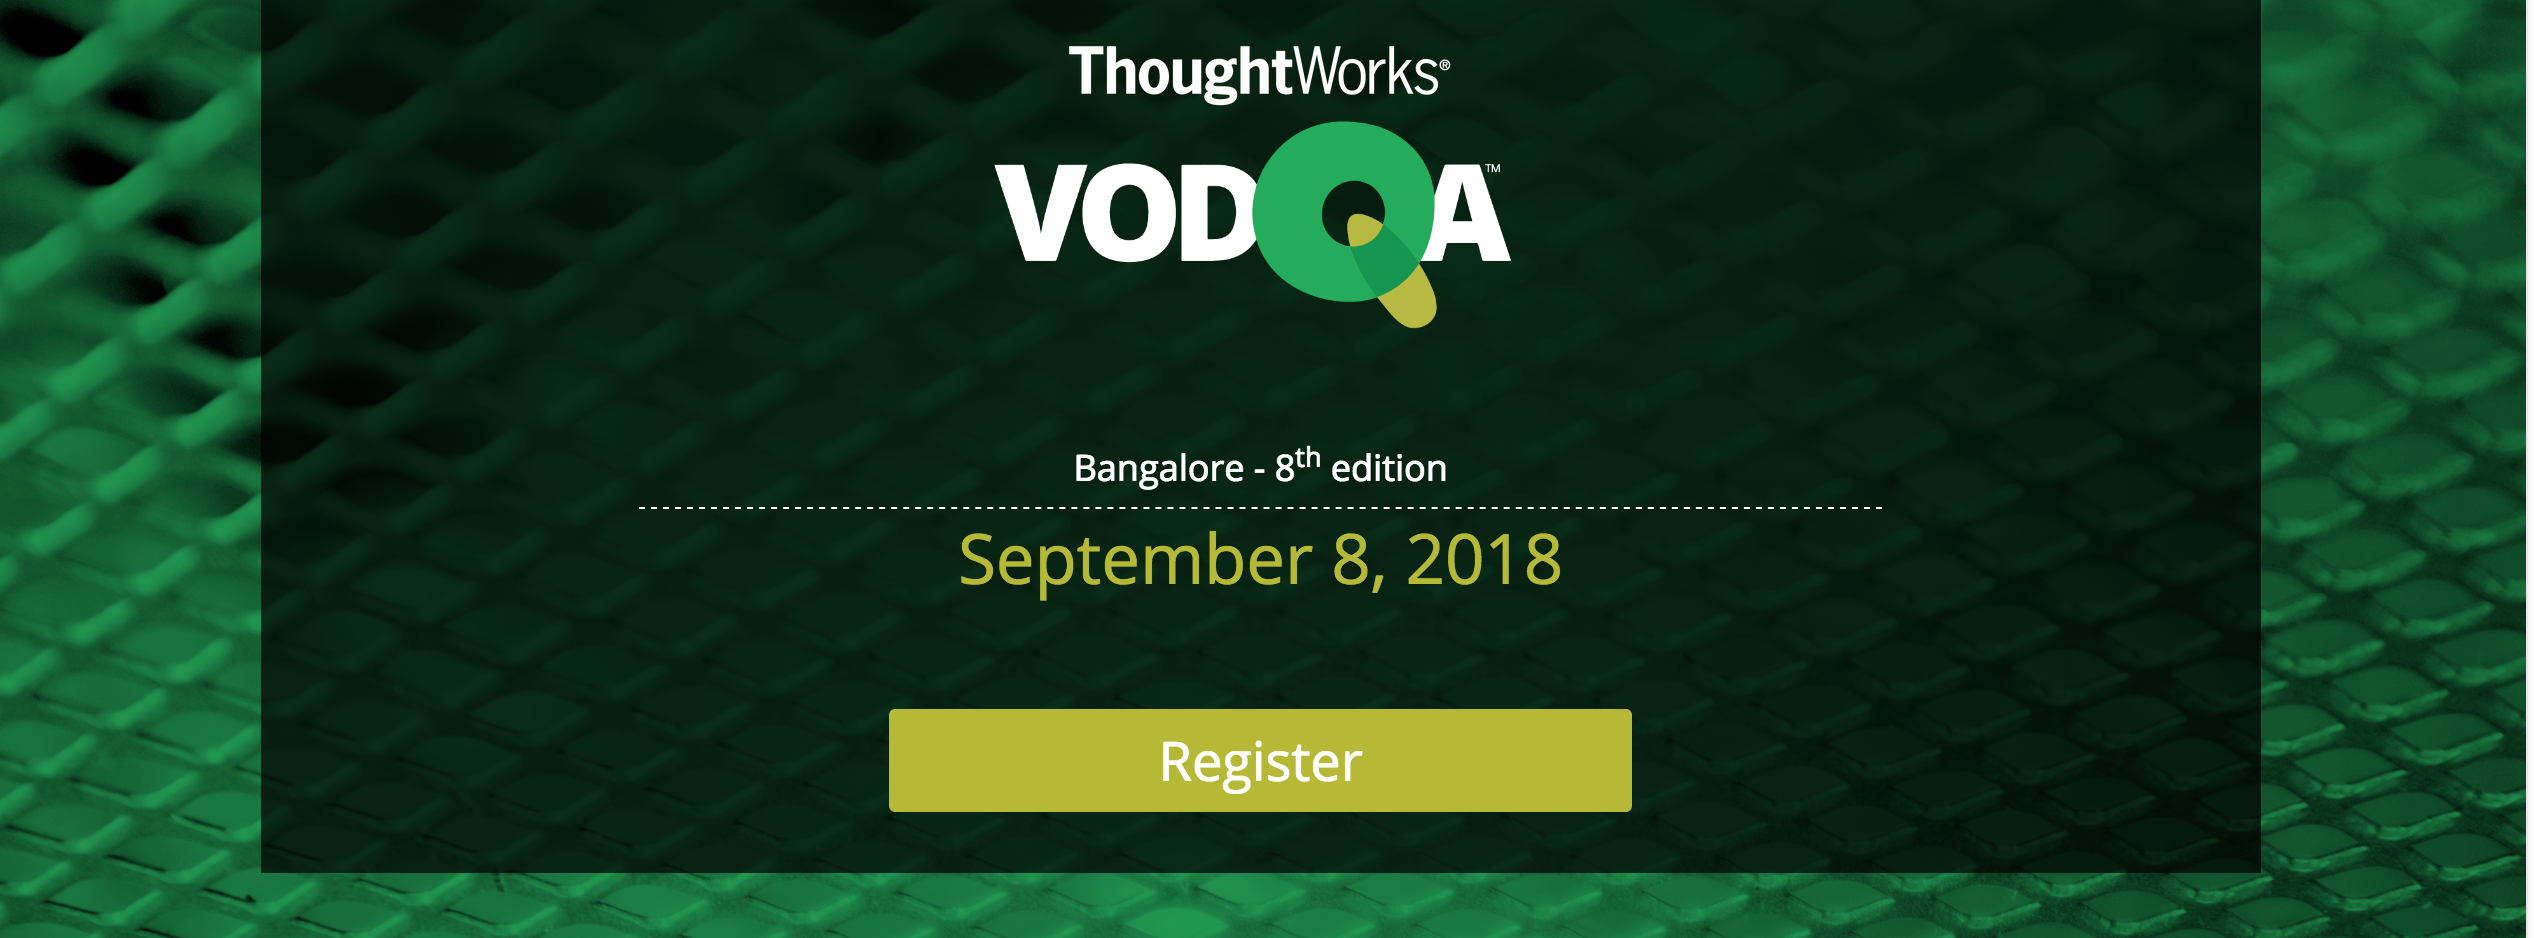 ThoughtWorks®
VODQA™
Bangalore - 8th edition
September 8, 2018
Register